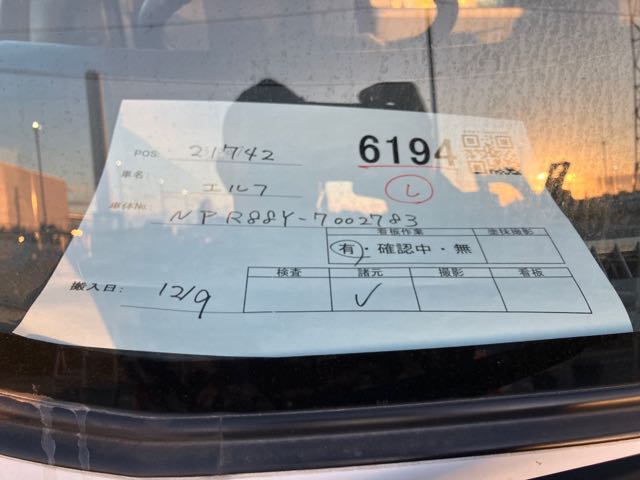 POS: 21742
6194
車名 エルフ
し
車体No. NPR88Y-7002783
看板作業 塗抹撮影
有・確認中・無
検査 諸元 撮影 看板
搬入日: 12/9 ✓